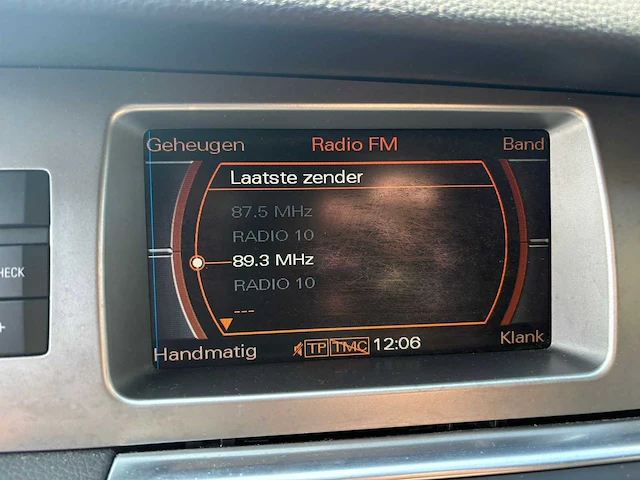 Geheugen Radio FM Band
Laatste zender
87.5 MHz
RADIO 10
89.3 MHz
RADIO 10
---
Handmatig TP TMC 12:06 Klank